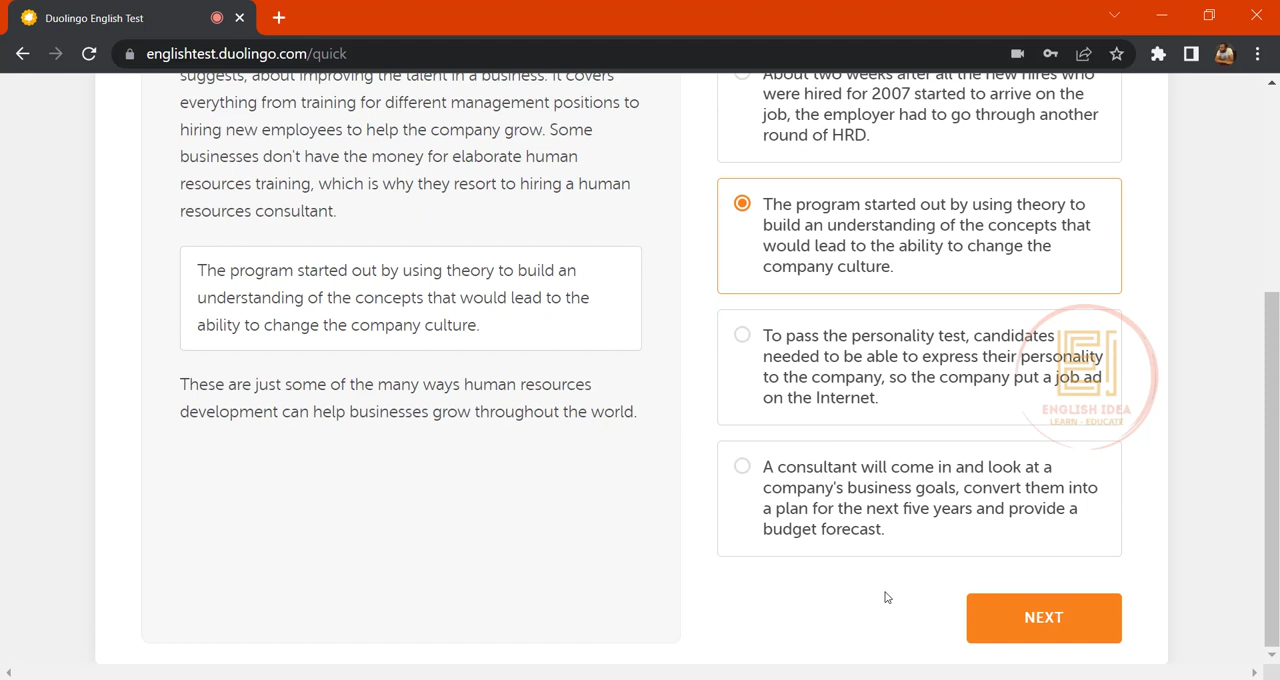 Duolingo English Test
englishtest.duolingo.com/quick
suggests, about improving the talent in a business. It covers
everything from training for different management positions to
hiring new employees to help the company grow. Some
businesses don't have the money for elaborate human
resources training, which is why they resort to hiring a human
resources consultant.
The program started out by using theory to build an
understanding of the concepts that would lead to the
ability to change the company culture.
These are just some of the many ways human resources
development can help businesses grow throughout the world.
About two weeks after all the new hires who
were hired for 2007 started to arrive on the
job, the employer had to go through another
round of HRD.
The program started out by using theory to
build an understanding of the concepts that
would lead to the ability to change the
company culture.
To pass the personality test, candidates
needed to be able to express their personality
to the company, so the company put a job ad
on the Internet.
ENGLISH IDEA
LEARN - EDUCATE
A consultant will come in and look at a
company's business goals, convert them into
a plan for the next five years and provide a
budget forecast.
NEXT